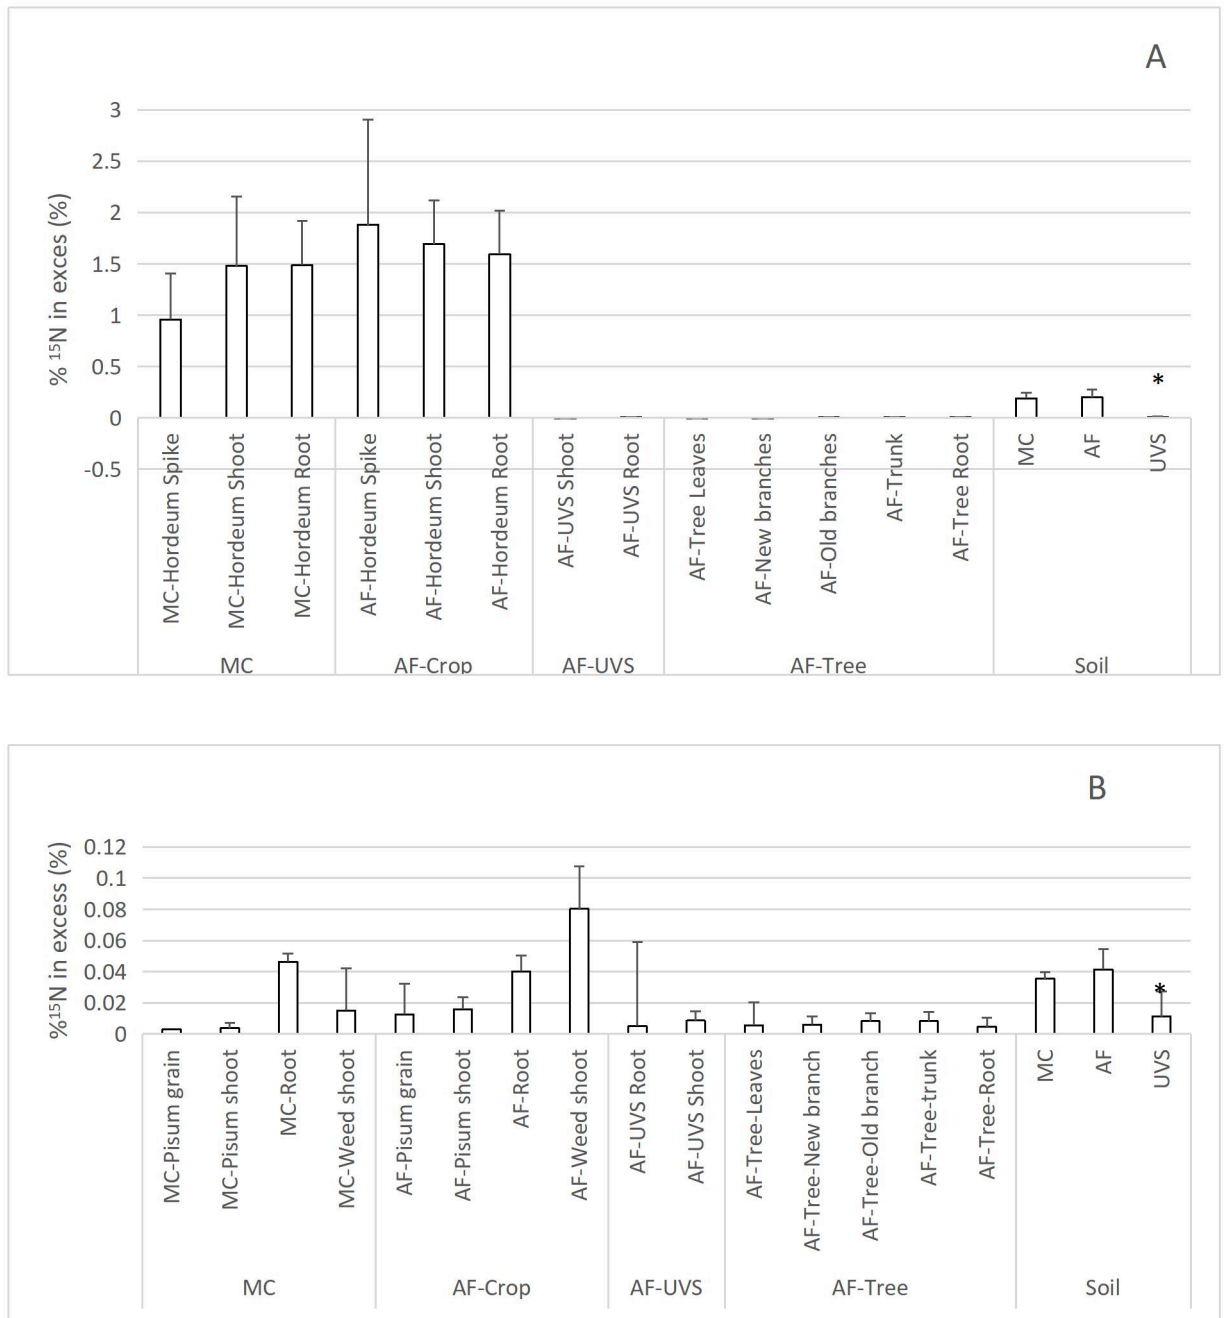 A
3
2.5
2
1.5
1
0.5
0
-0.5
% 15N in exces (%)
MC-Hordeum Spike
MC-Hordeum Shoot
MC-Hordeum Root
AF-Hordeum Spike
AF-Hordeum Shoot
AF-Hordeum Root
AF-UVS Shoot
AF-UVS Root
AF-Tree Leaves
AF-New branches
AF-Old branches
AF-Trunk
AF-Tree Root
MC
AF
UVS
*
MC
AF-Crop
AF-UVS
AF-Tree
Soil
B
0.12
0.1
0.08
0.06
0.04
0.02
0
%15N in excess (%)
MC-Pisum grain
MC-Pisum shoot
MC-Root
MC-Weed shoot
AF-Pisum grain
AF-Pisum shoot
AF-Root
AF-Weed shoot
AF-UVS Root
AF-UVS Shoot
AF-Tree-Leaves
AF-Tree-New branch
AF-Tree-Old branch
AF-Tree-trunk
AF-Tree-Root
MC
AF
UVS
*
MC
AF-Crop
AF-UVS
AF-Tree
Soil